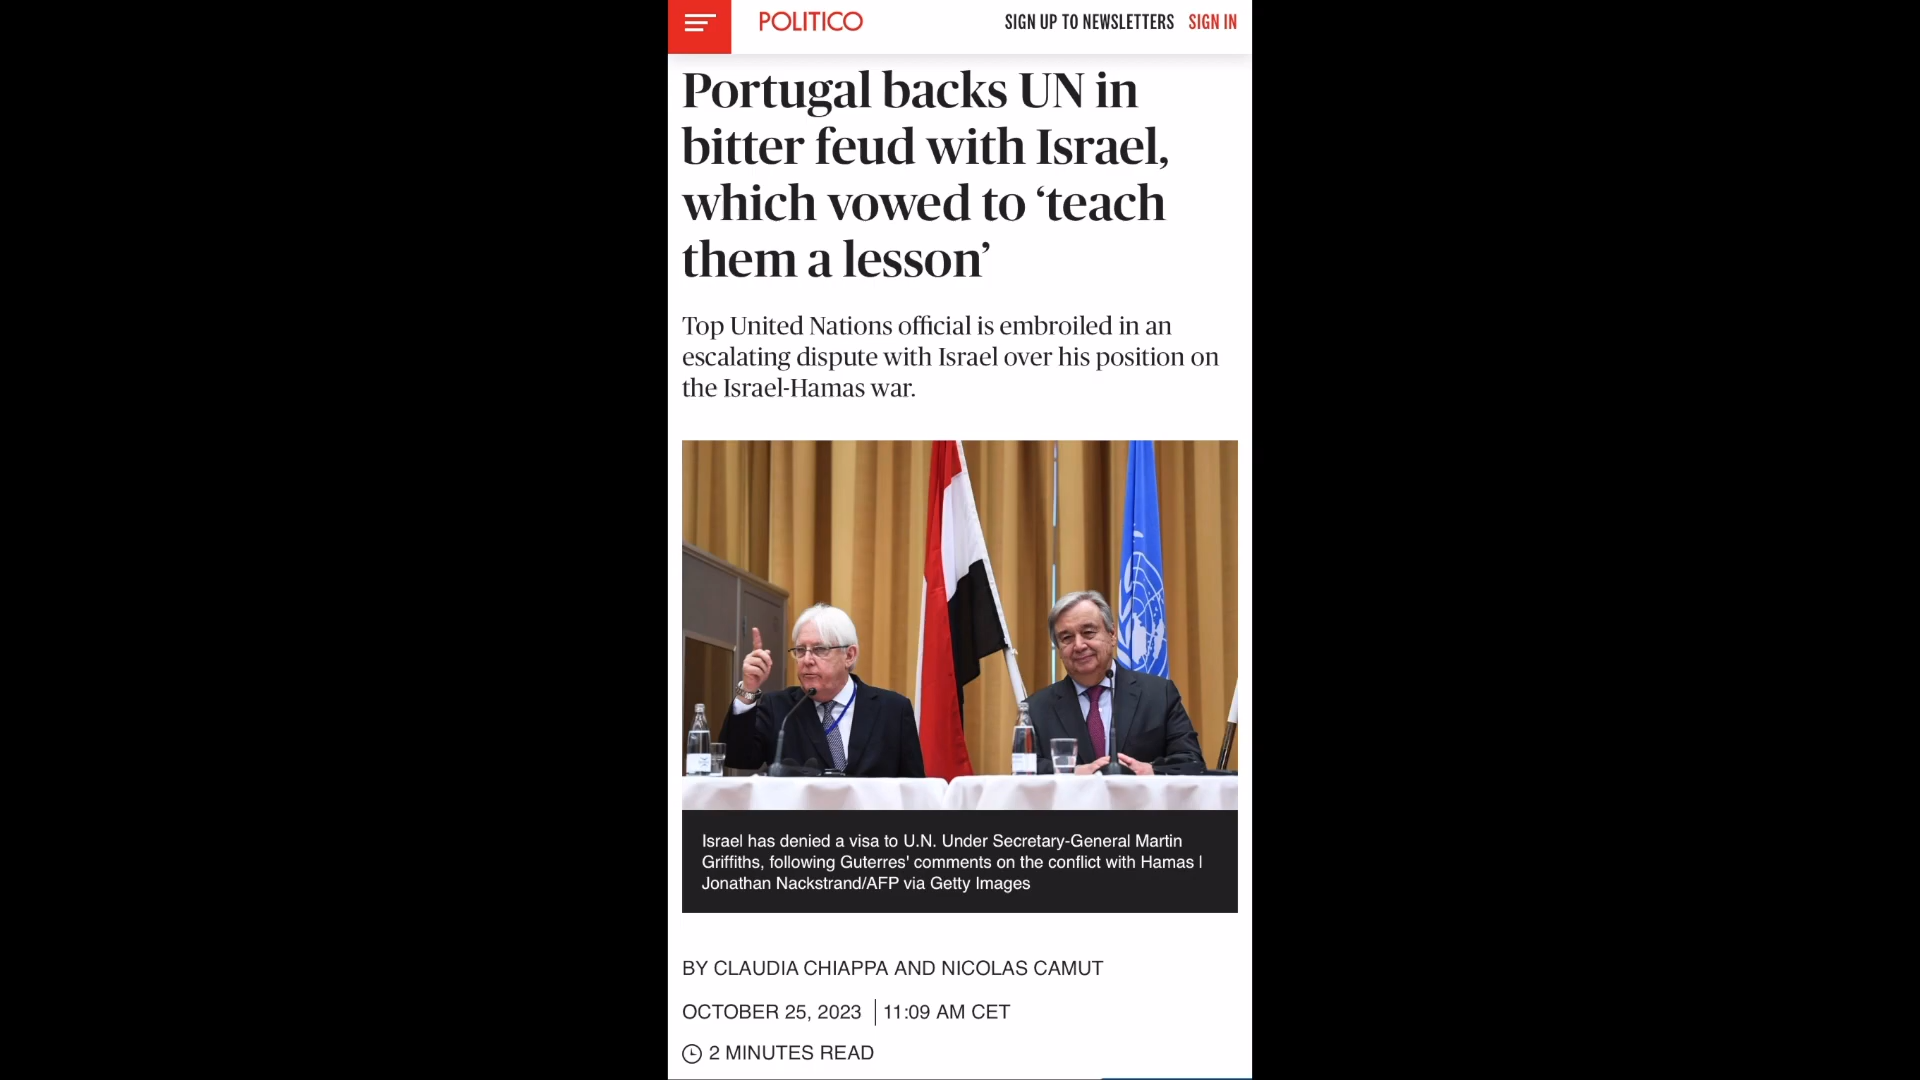 POLITICO
SIGN UP TO NEWSLETTERS SIGN IN
Portugal backs UN in
bitter feud with Israel,
which vowed to ‘teach
them a lesson’
Top United Nations official is embroiled in an
escalating dispute with Israel over his position on
the Israel-Hamas war.
Israel has denied a visa to U.N. Under Secretary-General Martin
Griffiths, following Guterres' comments on the conflict with Hamas |
Jonathan Nackstrand/AFP via Getty Images
BY CLAUDIA CHIAPPA AND NICOLAS CAMUT
OCTOBER 25, 2023 | 11:09 AM CET
2 MINUTES READ